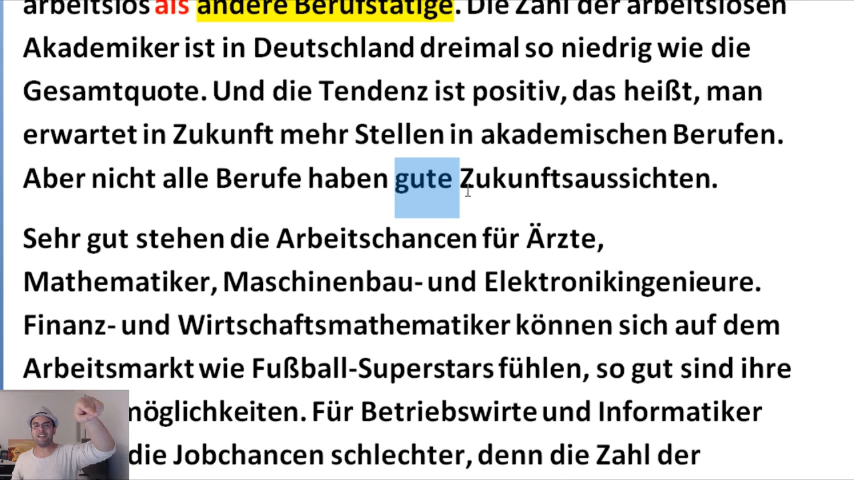 arbeitslos als andere Berufstätige. Die Zahl der arbeitslosen
Akademiker ist in Deutschland dreimal so niedrig wie die
Gesamtquote. Und die Tendenz ist positiv, das heißt, man
erwartet in Zukunft mehr Stellen in akademischen Berufen.
Aber nicht alle Berufe haben gute Zukunftsaussichten.
Sehr gut stehen die Arbeitschancen für Ärzte,
Mathematiker, Maschinenbau- und Elektronikingenieure.
Finanz- und Wirtschaftsmathematiker können sich auf dem
Arbeitsmarkt wie Fußball-Superstars fühlen, so gut sind ihre
möglichkeiten. Für Betriebswirte und Informatiker
die Jobchancen schlechter, denn die Zahl der